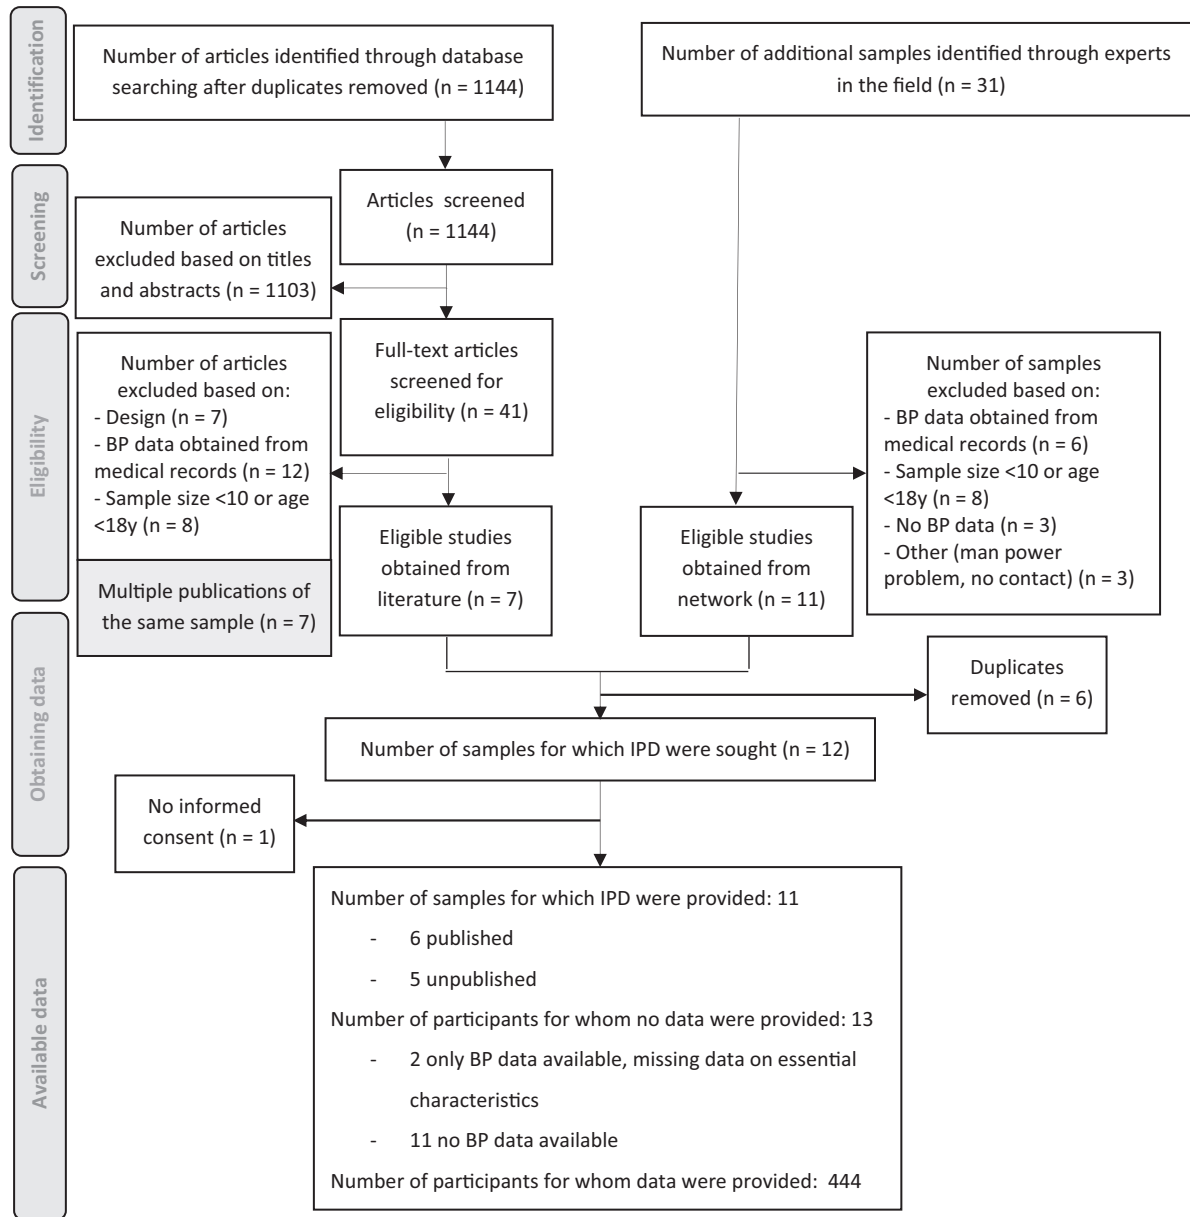 Identification
Number of articles identified through database
searching after duplicates removed (n = 1144)
Number of additional samples identified through experts
in the field (n = 31)
Screening
Articles screened
(n = 1144)
Number of articles
excluded based on titles
and abstracts (n = 1103)
Eligibility
Full-text articles
screened for
eligibility (n = 41)
Number of articles
excluded based on:
- Design (n = 7)
- BP data obtained from
medical records (n = 12)
- Sample size <10 or age
<18y (n = 8)
Multiple publications of
the same sample (n = 7)
Number of samples
excluded based on:
- BP data obtained from
medical records (n = 6)
- Sample size <10 or age
<18y (n = 8)
- No BP data (n = 3)
- Other (man power
problem, no contact) (n = 3)
Eligible studies
obtained from
literature (n = 7)
Eligible studies
obtained from
network (n = 11)
Obtaining data
Duplicates
removed (n = 6)
Number of samples for which IPD were sought (n = 12)
No informed
consent (n = 1)
Available data
Number of samples for which IPD were provided: 11
- 6 published
- 5 unpublished
Number of participants for whom no data were provided: 13
- 2 only BP data available, missing data on essential
characteristics
- 11 no BP data available
Number of participants for whom data were provided: 444